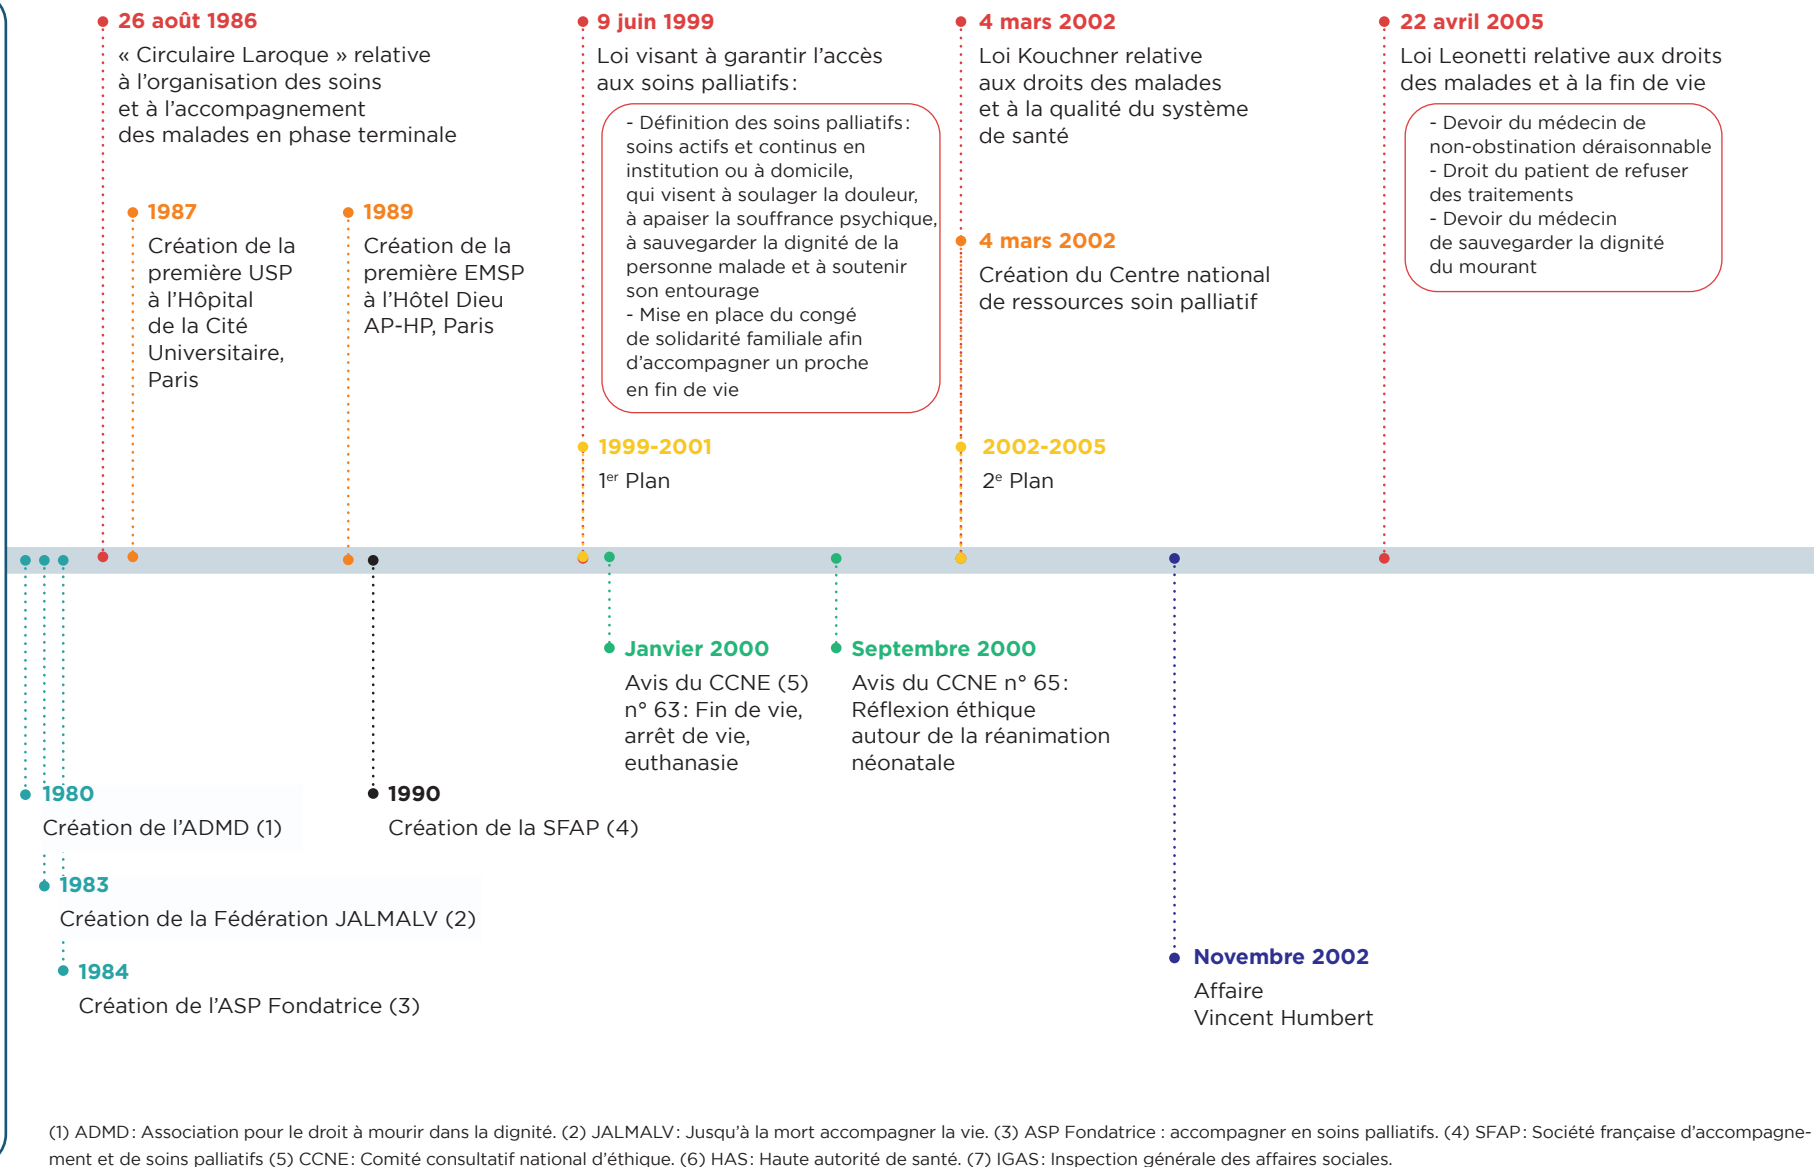 26 août 1986
« Circulaire Laroque » relative
à l’organisation des soins
et à l’accompagnement
des malades en phase terminale
1987
Création de la
première USP
à l’Hôpital
de la Cité
Universitaire,
Paris
1989
Création de la
première EMSP
à l’Hôtel Dieu
AP-HP, Paris
9 juin 1999
Loi visant à garantir l’accès
aux soins palliatifs :
- Définition des soins palliatifs :
soins actifs et continus en
institution ou à domicile,
qui visent à soulager la douleur,
à apaiser la souffrance psychique,
à sauvegarder la dignité de la
personne malade et à soutenir
son entourage
- Mise en place du congé
de solidarité familiale afin
d’accompagner un proche
en fin de vie
1999-2001
1er Plan
4 mars 2002
Loi Kouchner relative
aux droits des malades
et à la qualité du système
de santé
4 mars 2002
Création du Centre national
de ressources soin palliatif
2002-2005
2e Plan
22 avril 2005
Loi Leonetti relative aux droits
des malades et à la fin de vie
- Devoir du médecin de
non-obstination déraisonnable
- Droit du patient de refuser
des traitements
- Devoir du médecin
de sauvegarder la dignité
du mourant
1980
Création de l’ADMD (1)
1983
Création de la Fédération JALMALV (2)
1984
Création de l’ASP Fondatrice (3)
1990
Création de la SFAP (4)
Janvier 2000
Avis du CCNE (5)
n° 63 : Fin de vie,
arrêt de vie,
euthanasie
Septembre 2000
Avis du CCNE n° 65 :
Réflexion éthique
autour de la réanimation
néonatale
Novembre 2002
Affaire
Vincent Humbert
(1) ADMD : Association pour le droit à mourir dans la dignité. (2) JALMALV : Jusqu’à la mort accompagner la vie. (3) ASP Fondatrice : accompagner en soins palliatifs. (4) SFAP : Société française d’accompagne-
ment et de soins palliatifs (5) CCNE : Comité consultatif national d’éthique. (6) HAS : Haute autorité de santé. (7) IGAS : Inspection générale des affaires sociales.